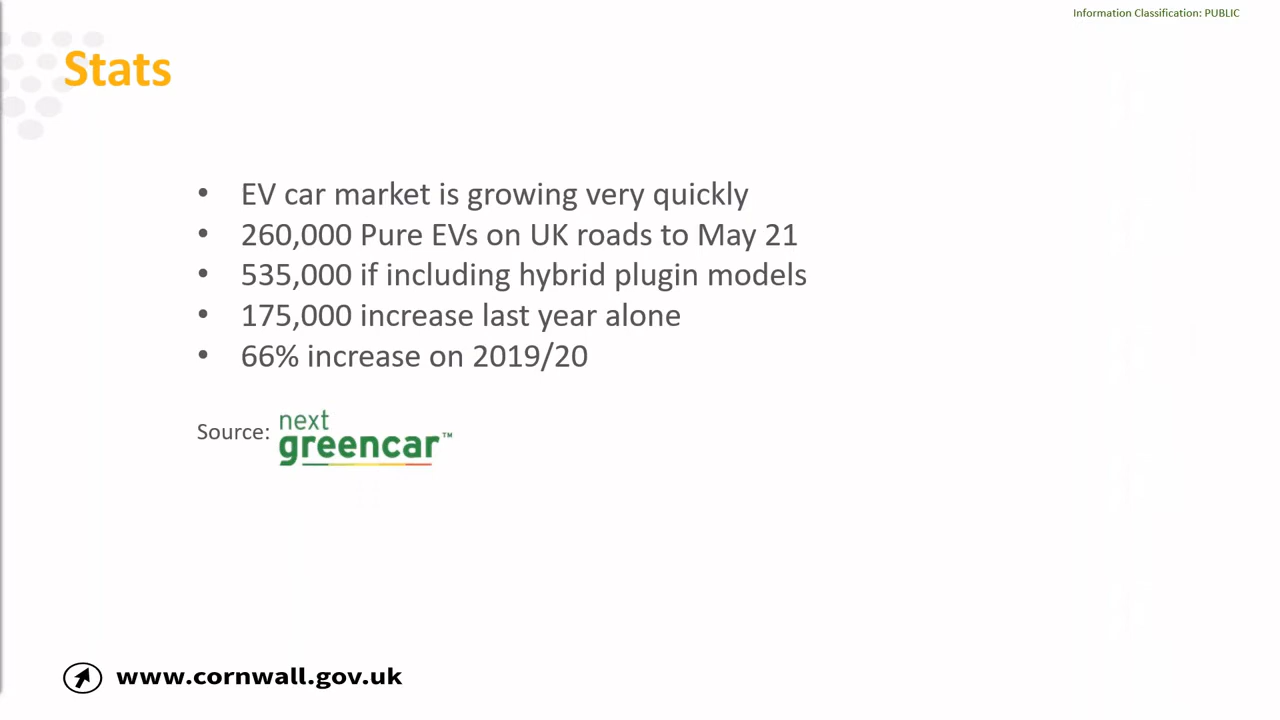 Information Classification: PUBLIC
Stats
• EV car market is growing very quickly
• 260,000 Pure EVs on UK roads to May 21
• 535,000 if including hybrid plugin models
• 175,000 increase last year alone
• 66% increase on 2019/20
Source: next greencar™
www.cornwall.gov.uk